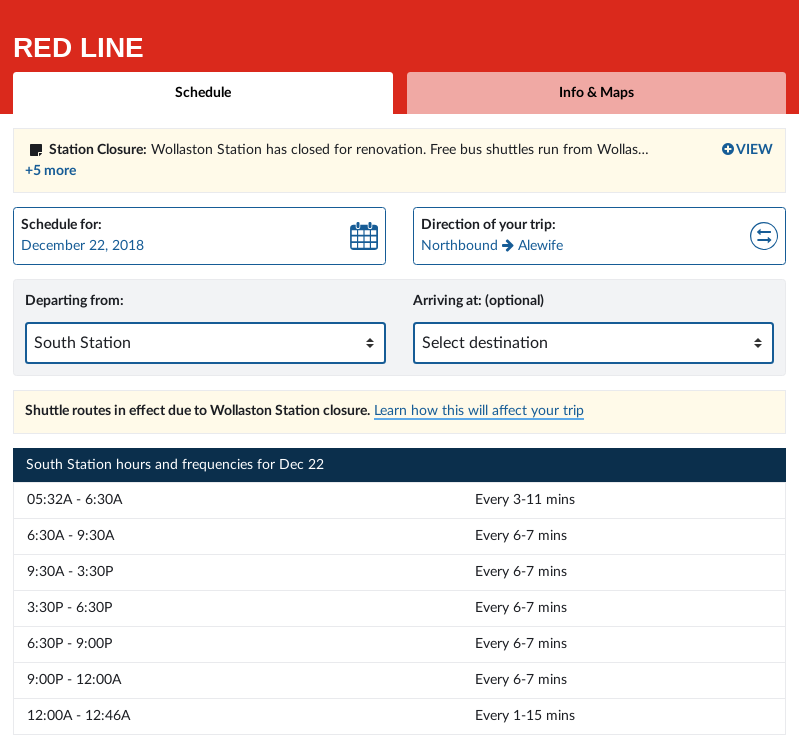 RED LINE
Schedule
Info & Maps
Station Closure: Wollaston Station has closed for renovation. Free bus shuttles run from Wollas... VIEW
+5 more
Schedule for:
December 22, 2018
Direction of your trip:
Northbound → Alewife
Departing from:
South Station
Arriving at: (optional)
Select destination
Shuttle routes in effect due to Wollaston Station closure. Learn how this will affect your trip
South Station hours and frequencies for Dec 22
05:32A - 6:30A Every 3-11 mins
6:30A - 9:30A Every 6-7 mins
9:30A - 3:30P Every 6-7 mins
3:30P - 6:30P Every 6-7 mins
6:30P - 9:00P Every 6-7 mins
9:00P - 12:00A Every 6-7 mins
12:00A - 12:46A Every 1-15 mins